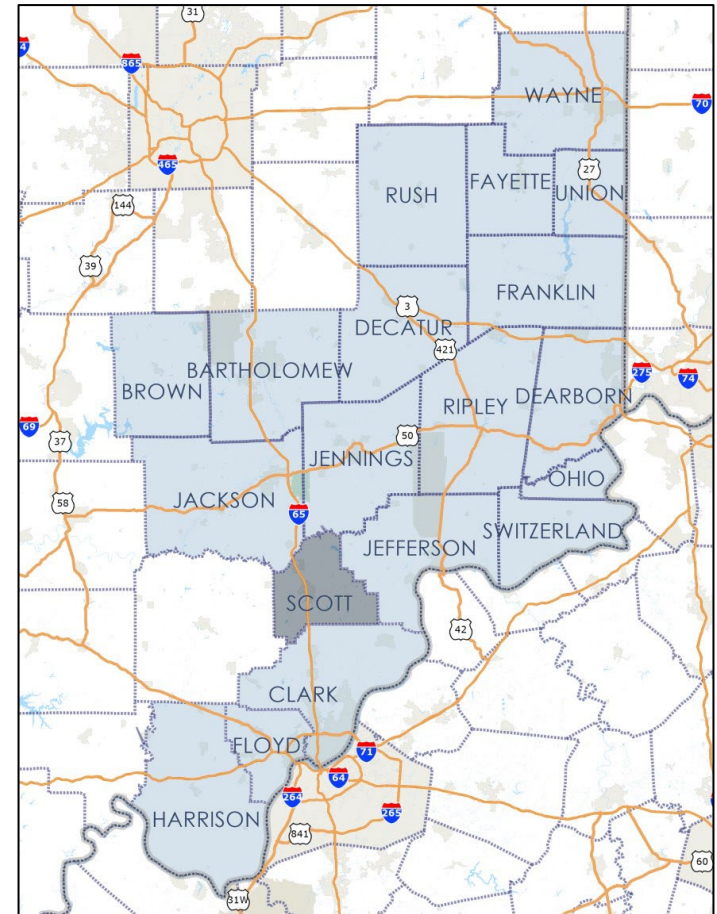 31
4
865
WAYNE
70
465
27
FAYETTE
UNION
RUSH
144
39
FRANKLIN
3
DECATUR
421
BARTHOLOMEW
BROWN
275
74
DEARBORN
RIPLEY
69
37
50
JENNINGS
OHIO
58
JACKSON
65
SWITZERLAND
JEFFERSON
SCOTT
42
CLARK
FLOYD
71
64
264
265
HARRISON
841
60
31W